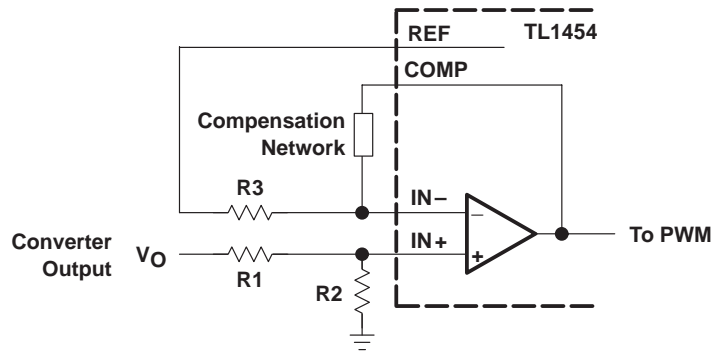 REF
TL1454
COMP
Compensation
Network
R3
IN−
−
Converter
Output
VO
R1
IN+
+
To PWM
R2